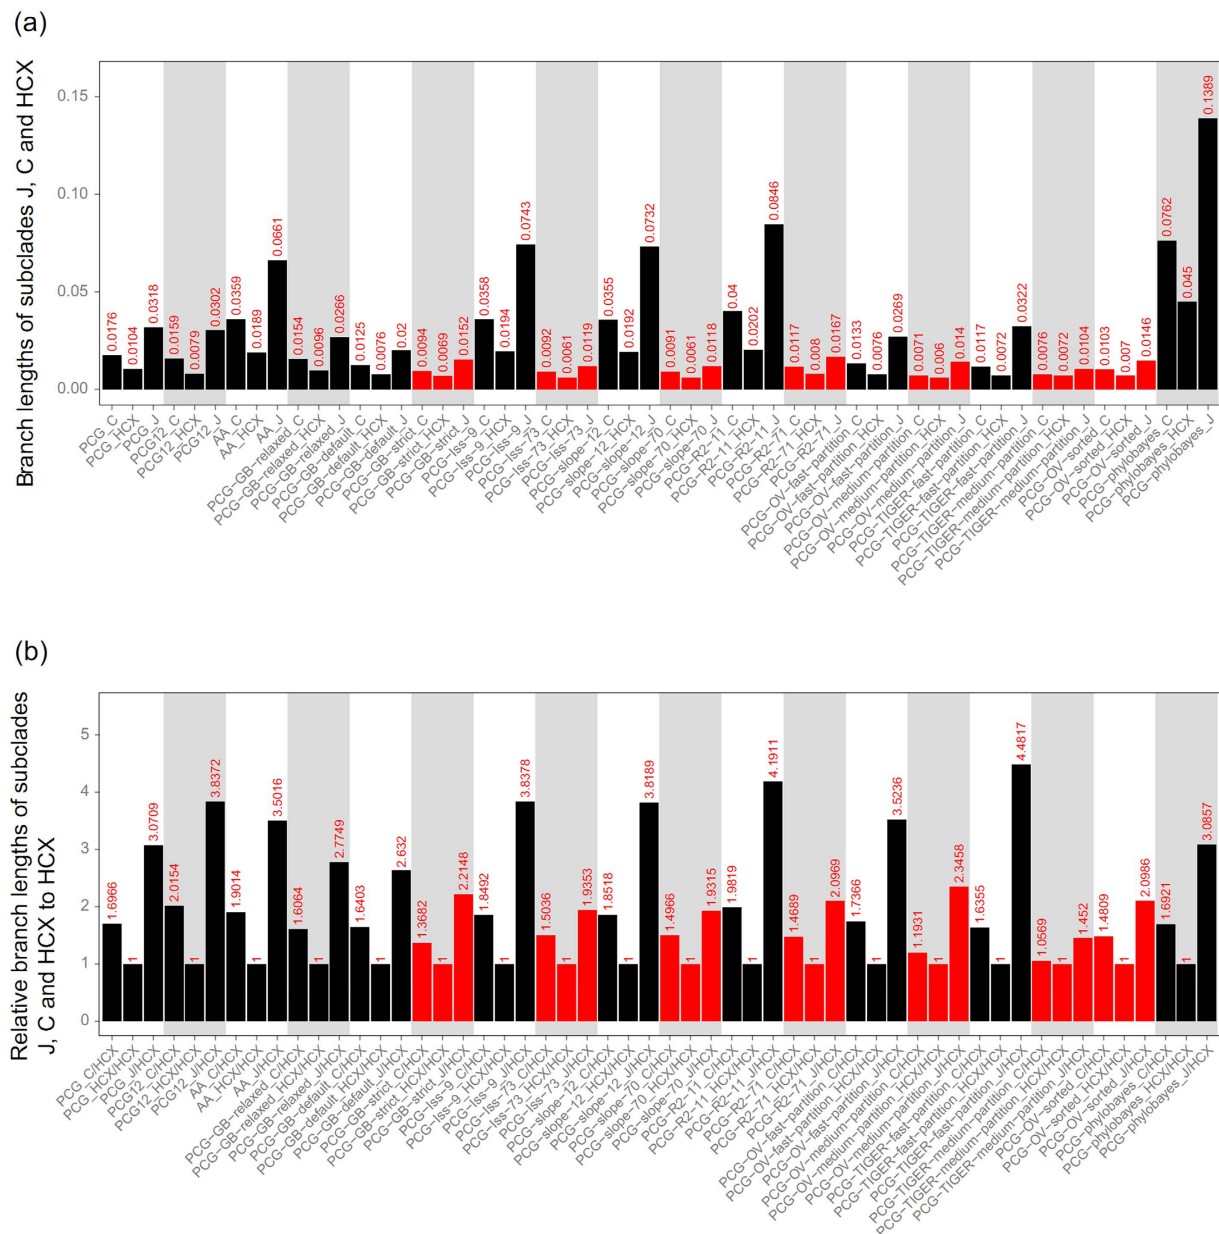 (a)
Branch lengths of subclades J, C and HCX
0.15
0.10
0.05
0.00
0.0176
0.0104
0.0318
0.0159
0.0079
0.0302
0.0359
0.0189
0.0661
0.0154
0.0096
0.0266
0.0125
0.0076
0.02
0.0094
0.0069
0.0152
0.0358
0.0194
0.0743
0.0092
0.0061
0.0119
0.0355
0.0192
0.0732
0.0091
0.0061
0.0118
0.04
0.0202
0.0846
0.0117
0.008
0.0167
0.0133
0.0076
0.0269
0.0071
0.006
0.014
0.0117
0.0072
0.0322
0.0076
0.0072
0.0104
0.0103
0.007
0.0146
0.0762
0.045
0.1389
PCG_C
PCG_HCX
PCG_J
PCG12_C
PCG12_HCX
PCG12_J
AA_C
AA_HCX
AA_J
PCG−GB−relaxed_C
PCG−GB−relaxed_HCX
PCG−GB−relaxed_J
PCG−GB−default_C
PCG−GB−default_HCX
PCG−GB−default_J
PCG−GB−strict_C
PCG−GB−strict_HCX
PCG−GB−strict_J
PCG−Iss−9_C
PCG−Iss−9_HCX
PCG−Iss−9_J
PCG−Iss−73_C
PCG−Iss−73_HCX
PCG−Iss−73_J
PCG−slope−12_C
PCG−slope−12_HCX
PCG−slope−12_J
PCG−slope−70_C
PCG−slope−70_HCX
PCG−slope−70_J
PCG−R2−11_C
PCG−R2−11_HCX
PCG−R2−11_J
PCG−R2−71_C
PCG−R2−71_HCX
PCG−R2−71_J
PCG−OV−fast−partition_C
PCG−OV−fast−partition_HCX
PCG−OV−fast−partition_J
PCG−OV−medium−partition_C
PCG−OV−medium−partition_HCX
PCG−OV−medium−partition_J
PCG−TIGER−fast−partition_C
PCG−TIGER−fast−partition_HCX
PCG−TIGER−fast−partition_J
PCG−TIGER−medium−partition_C
PCG−TIGER−medium−partition_HCX
PCG−TIGER−medium−partition_J
PCG−OV−sorted_C
PCG−OV−sorted_HCX
PCG−OV−sorted_J
PCG−phylobayes_C
PCG−phylobayes_HCX
PCG−phylobayes_J
(b)
Relative branch lengths of subclades
J, C and HCX to HCX
5
4
3
2
1
0
1.6966
1
3.0709
2.0154
1
3.8372
1.9014
1
3.5016
1.6064
1
2.7749
1.6403
1
2.632
1.3682
1
2.2148
1.8492
1
3.8378
1.5036
1
1.9353
1.8518
1
3.8189
1.4966
1
1.9315
1.9819
1
4.1911
1.4689
1
2.0969
1.7366
1
3.5236
1.1931
1
2.3458
1.6355
1
4.4817
1.0569
1
1.452
1.4809
1
2.0986
1.6921
1
3.0857
PCG_C/HCX
PCG_HCX/HCX
PCG_J/HCX
PCG12_C/HCX
PCG12_HCX/HCX
PCG12_J/HCX
AA_C/HCX
AA_HCX/HCX
AA_J/HCX
PCG−GB−relaxed_C/HCX
PCG−GB−relaxed_HCX/HCX
PCG−GB−relaxed_J/HCX
PCG−GB−default_C/HCX
PCG−GB−default_HCX/HCX
PCG−GB−default_J/HCX
PCG−GB−strict_C/HCX
PCG−GB−strict_HCX/HCX
PCG−GB−strict_J/HCX
PCG−Iss−9_C/HCX
PCG−Iss−9_HCX/HCX
PCG−Iss−9_J/HCX
PCG−Iss−73_C/HCX
PCG−Iss−73_HCX/HCX
PCG−Iss−73_J/HCX
PCG−slope−12_C/HCX
PCG−slope−12_HCX/HCX
PCG−slope−12_J/HCX
PCG−slope−70_C/HCX
PCG−slope−70_HCX/HCX
PCG−slope−70_J/HCX
PCG−R2−11_C/HCX
PCG−R2−11_HCX/HCX
PCG−R2−11_J/HCX
PCG−R2−71_C/HCX
PCG−R2−71_HCX/HCX
PCG−R2−71_J/HCX
PCG−OV−fast−partition_C/HCX
PCG−OV−fast−partition_HCX/HCX
PCG−OV−fast−partition_J/HCX
PCG−OV−medium−partition_C/HCX
PCG−OV−medium−partition_HCX/HCX
PCG−OV−medium−partition_J/HCX
PCG−TIGER−fast−partition_C/HCX
PCG−TIGER−fast−partition_HCX/HCX
PCG−TIGER−fast−partition_J/HCX
PCG−TIGER−medium−partition_C/HCX
PCG−TIGER−medium−partition_HCX/HCX
PCG−TIGER−medium−partition_J/HCX
PCG−OV−sorted_C/HCX
PCG−OV−sorted_HCX/HCX
PCG−OV−sorted_J/HCX
PCG−phylobayes_C/HCX
PCG−phylobayes_HCX/HCX
PCG−phylobayes_J/HCX